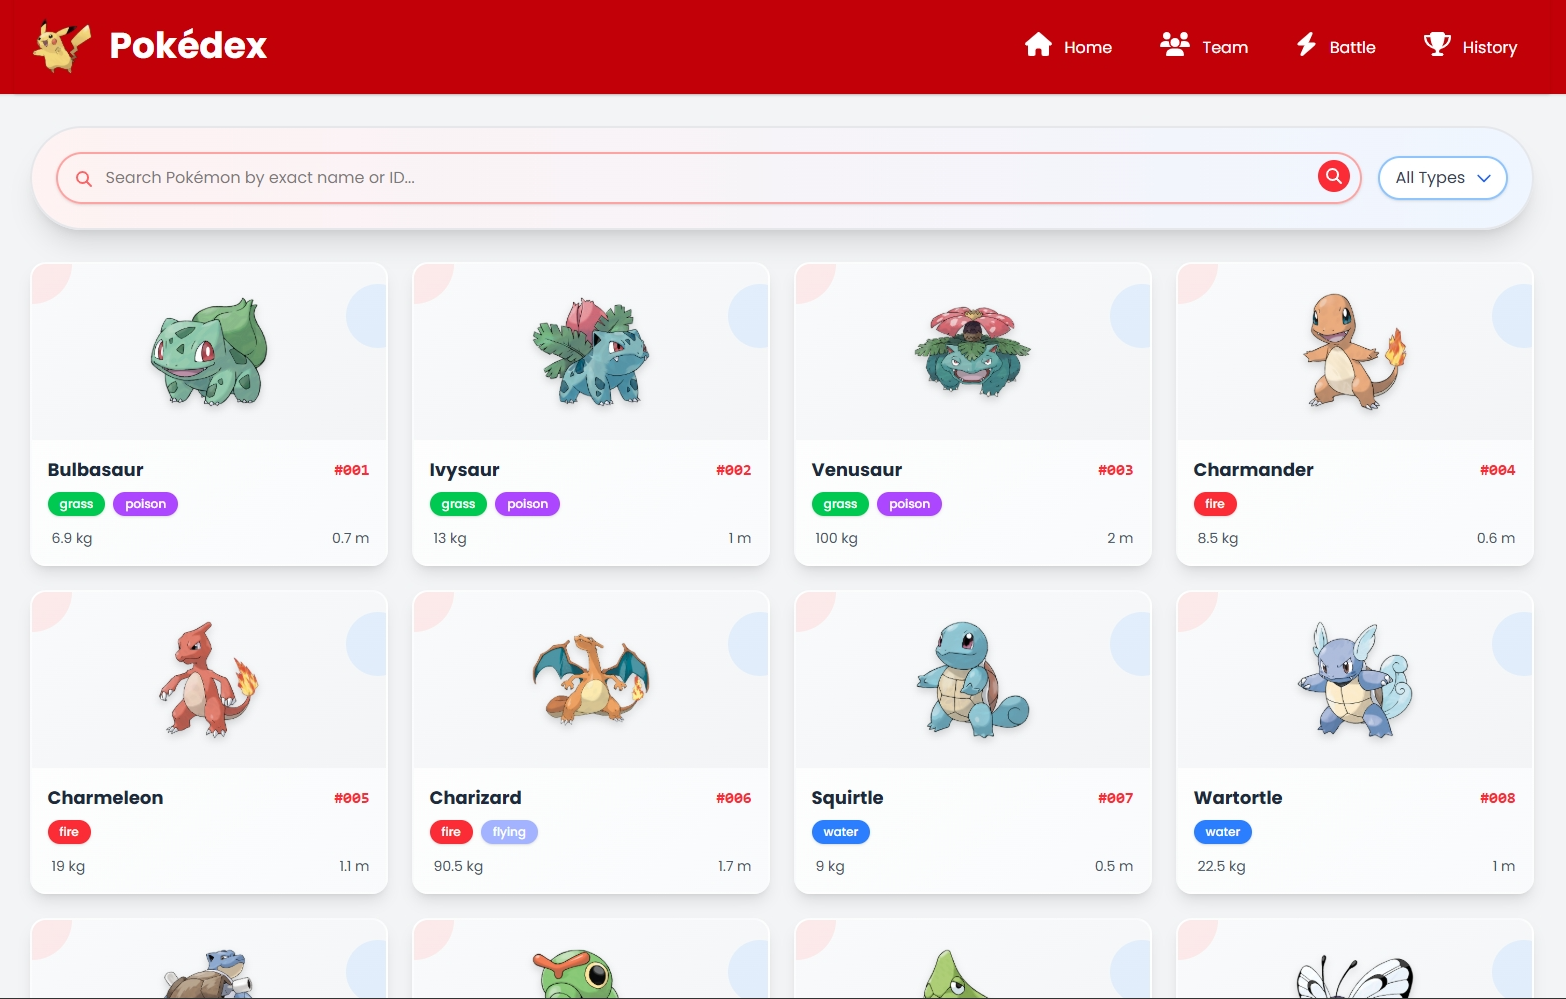 Pokédex
Home Team Battle History
Search Pokémon by exact name or ID...
All Types
Bulbasaur #001
grass poison
6.9 kg 0.7 m
Ivysaur #002
grass poison
13 kg 1 m
Venusaur #003
grass poison
100 kg 2 m
Charmander #004
fire
8.5 kg 0.6 m
Charmeleon #005
fire
19 kg 1.1 m
Charizard #006
fire flying
90.5 kg 1.7 m
Squirtle #007
water
9 kg 0.5 m
Wartortle #008
water
22.5 kg 1 m